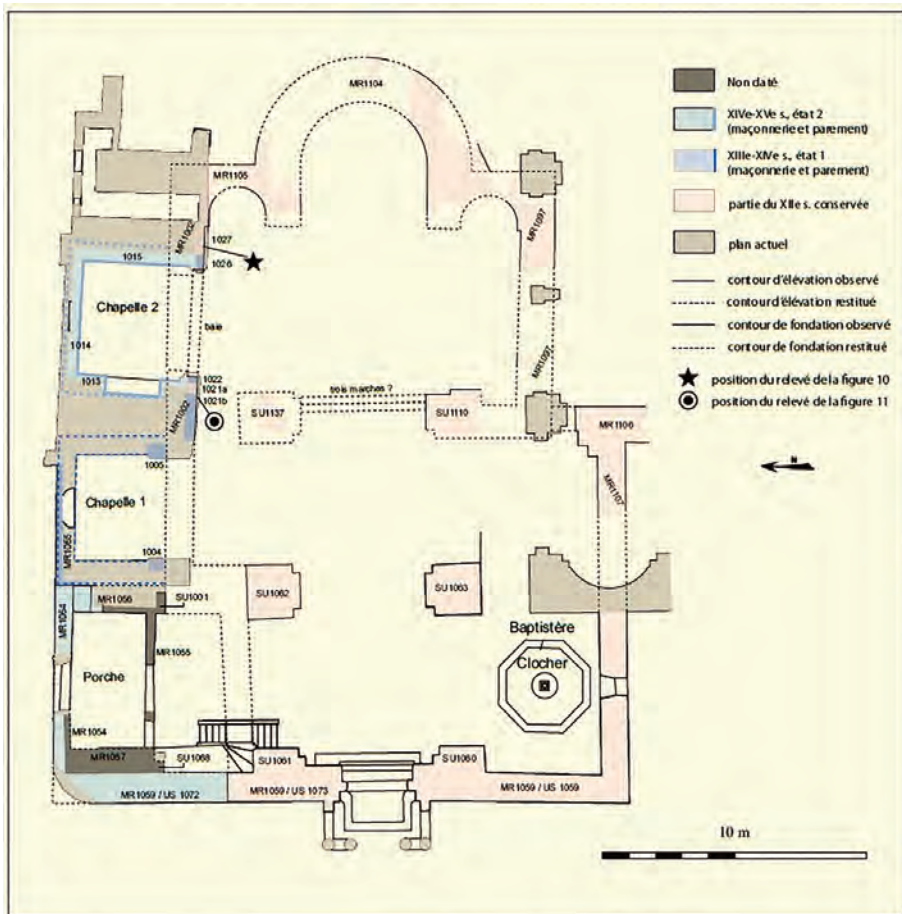 MR1104
MR1105
MR1002
1027
1026
1015
Chapelle 2
baie
1014
1013
1022
1021a
1021b
MR1002
MR1097
MR1097
trois marches ?
SU1137
SU1110
MR1106
MR1107
1005
Chapelle 1
MR1065
1004
MR1064
MR1056
SU1001
SU1062
SU1063
MR1055
Porche
Baptistère
Clocher
MR1054
MR1057
SU1068
SU1061
SU1060
MR1059 / US 1072
MR1059 / US 1073
MR1059 / US 1059
Non daté
XIVe-XVe s., état 2
(maçonnerie et parement)
XIIIe-XIVe s., état 1
(maçonnerie et parement)
partie du XIIe s. conservée
plan actuel
contour d'élévation observé
contour d'élévation restitué
contour de fondation observé
contour de fondation restitué
position du relevé de la figure 10
position du relevé de la figure 11
N
10 m